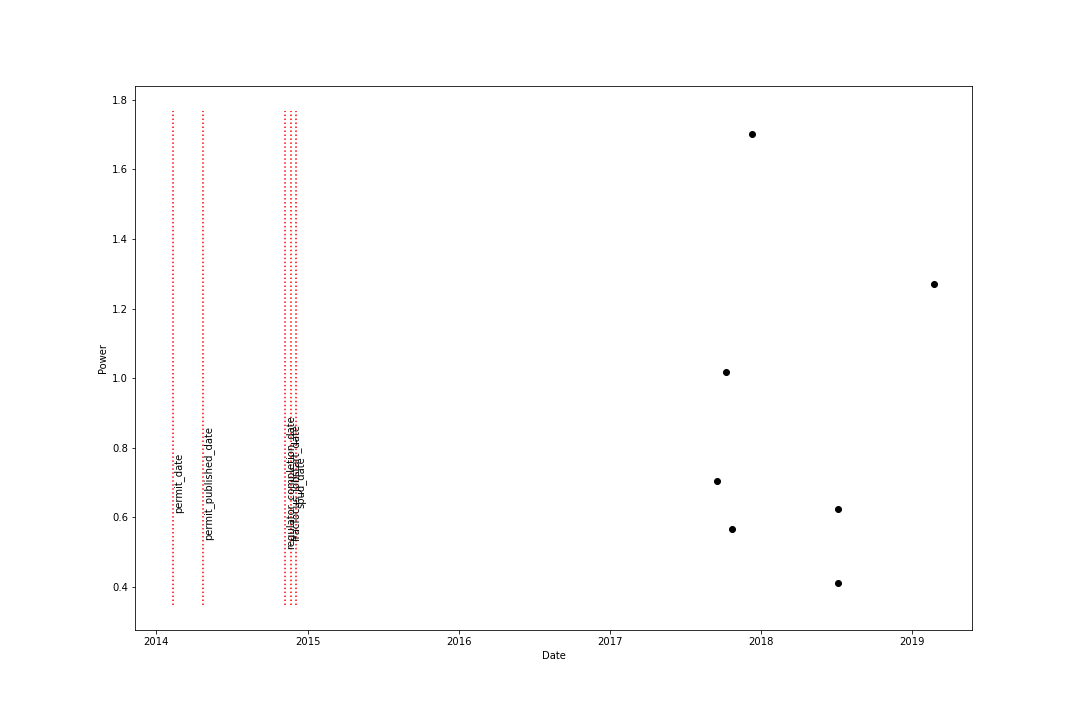 1.8
1.6
1.4
1.2
1.0
0.8
0.6
0.4
Power
permit_date
permit_published_date
regulator_completion_date
spud_date
2014
2015
2016
2017
2018
2019
Date